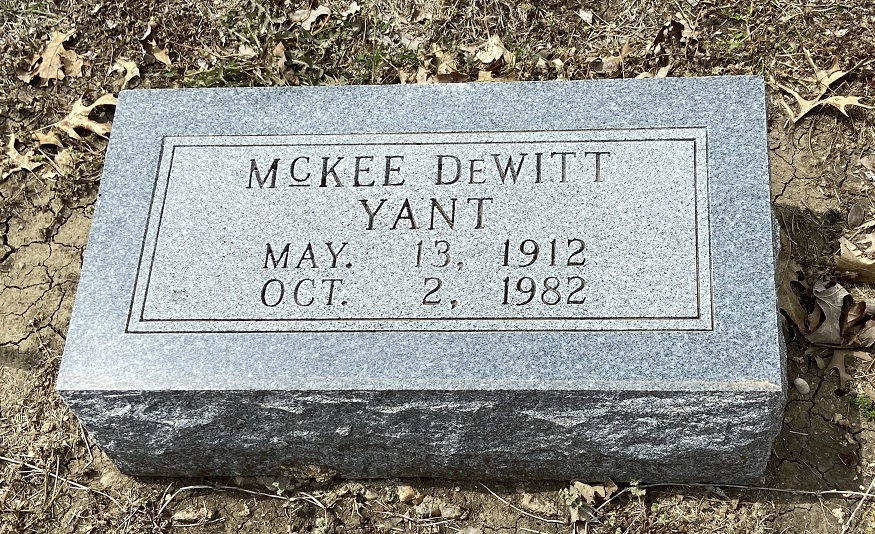 McKEE DeWITT
YANT
MAY. 13, 1912
OCT. 2, 1982